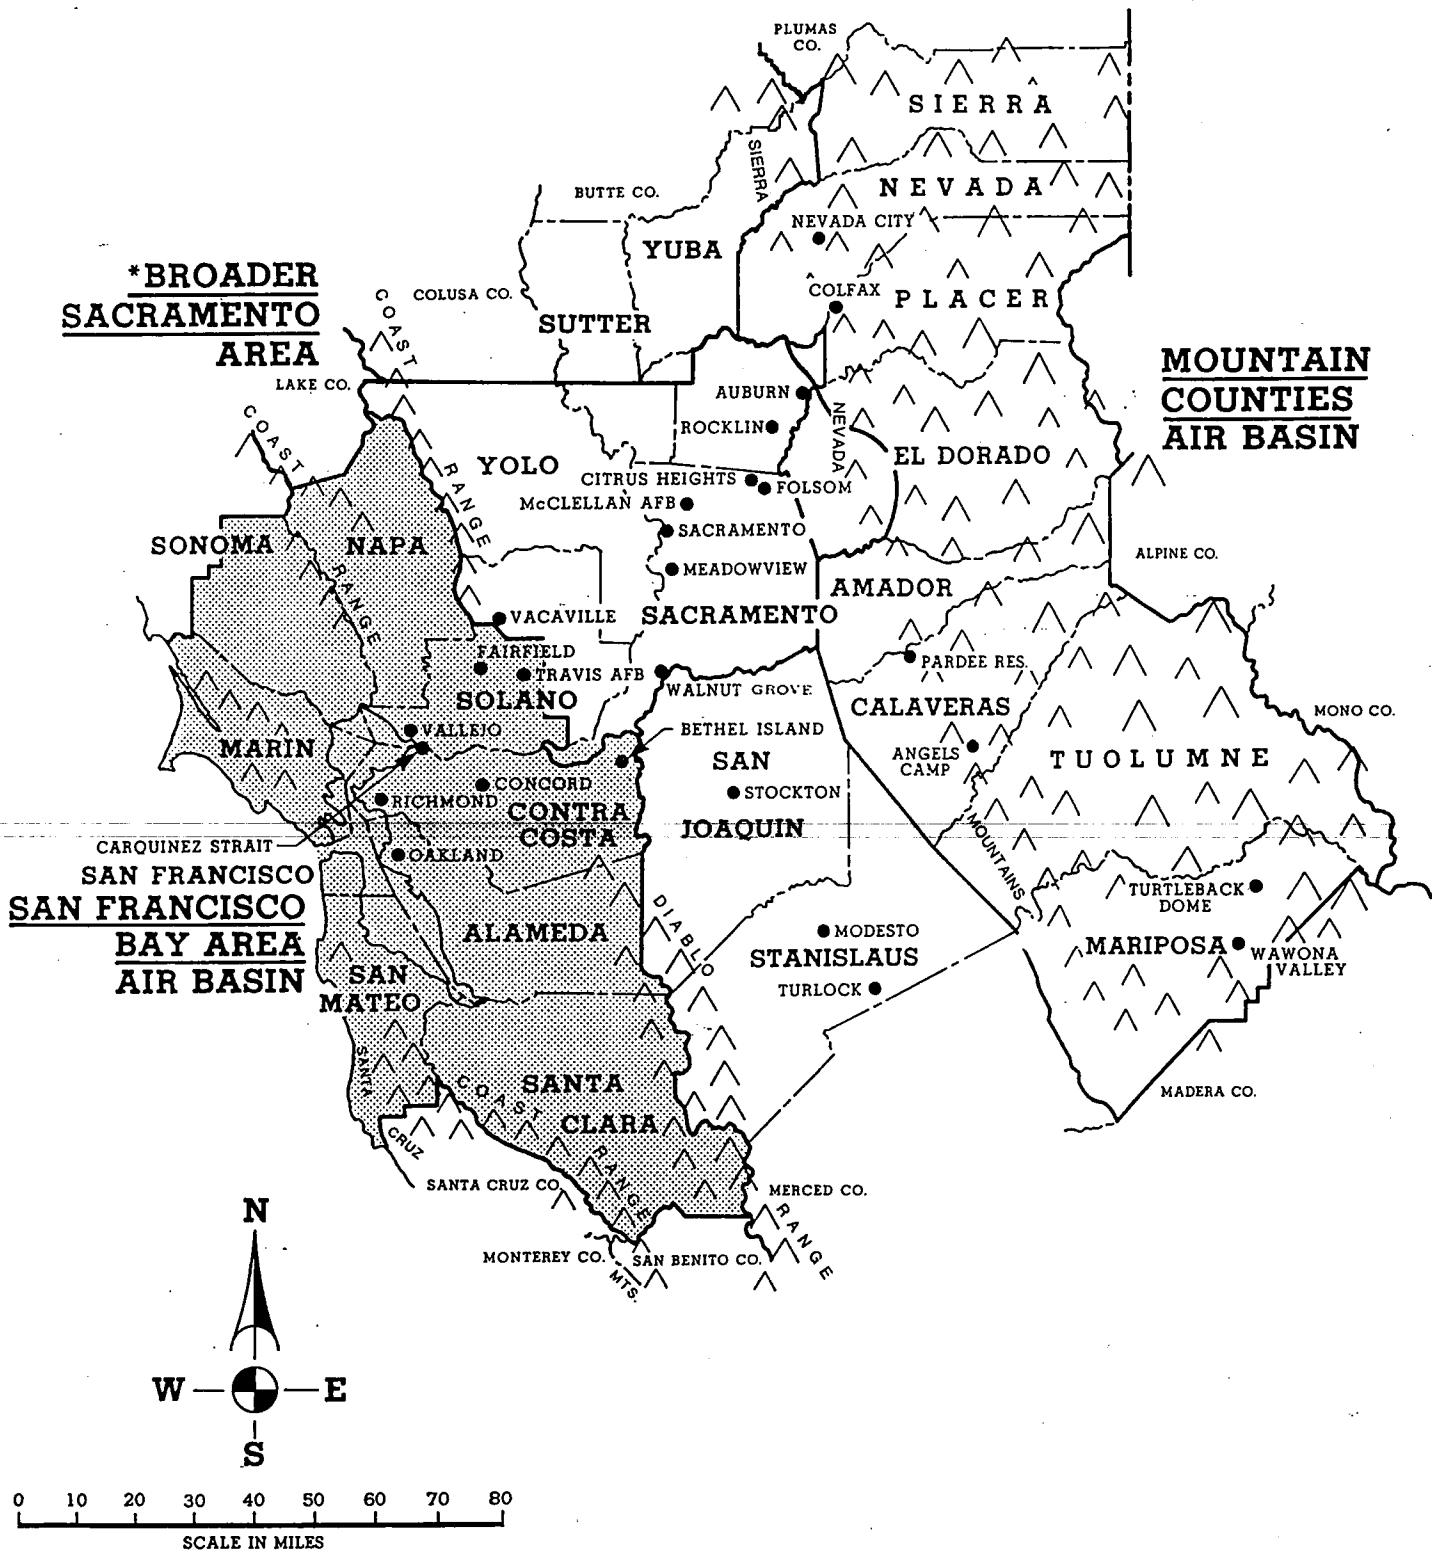 PLUMAS
CO.
SIERRA
SIERRA
BUTTE CO.
NEVADA
NEVADA CITY
YUBA
*BROADER
SACRAMENTO
AREA
COLUSA CO.
COAST
COLFAX
PLACER
SUTTER
MOUNTAIN
COUNTIES
AIR BASIN
LAKE CO.
AUBURN
COAST
NEVADA
ROCKLIN
RANGE
YOLO
EL DORADO
CITRUS HEIGHTS
FOLSOM
McCLELLAN AFB
SACRAMENTO
SONOMA
NAPA
ALPINE CO.
RANGE
MEADOWVIEW
AMADOR
VACAVILLE
SACRAMENTO
FAIRFIELD
PARDEE RES.
TRAVIS AFB
WALNUT GROVE
SOLANO
CALAVERAS
MONO CO.
VALLEJO
BETHEL ISLAND
MARIN
ANGELS
CAMP
SAN
TUOLUMNE
CONCORD
STOCKTON
RICHMOND
CONTRA
COSTA
JOAQUIN
MOUNTAINS
CARQUINEZ STRAIT
OAKLAND
SAN FRANCISCO
SAN FRANCISCO
BAY AREA
AIR BASIN
TURTLEBACK
DOME
DIABLO
ALAMEDA
MODESTO
MARIPOSA
WAWONA
VALLEY
STANISLAUS
SAN
MATEO
TURLOCK
SANTA
COAST
SANTA
CLARA
MADERA CO.
CRUZ
RANGE
SANTA CRUZ CO.
MERCED CO.
RANGE
MONTEREY CO.
SAN BENITO CO.
MTS.
N
W
E
S
0 10 20 30 40 50 60 70 80
SCALE IN MILES